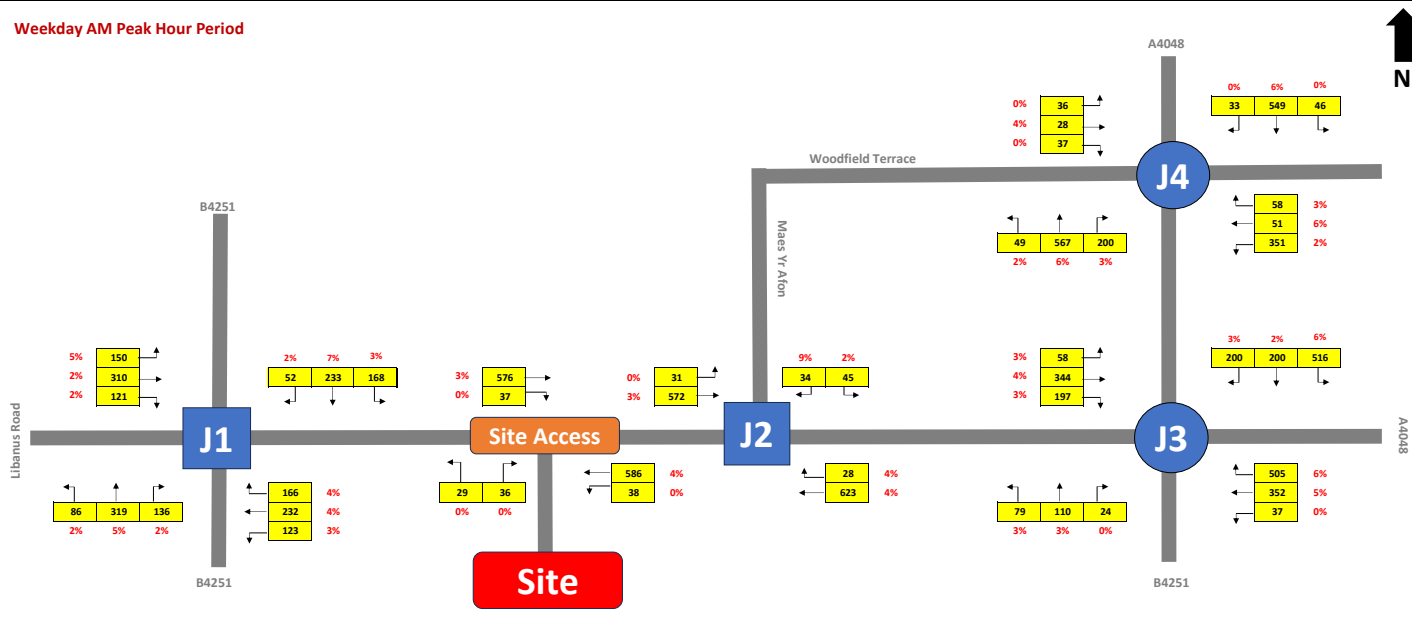 Weekday AM Peak Hour Period
A4048
N
0% 6% 0%
33 549 46
0% 36
4% 28
0% 37
Woodfield Terrace
J4
58 3%
51 6%
351 2%
49 567 200
2% 6% 3%
B4251
Maes Yr Afon
5% 150
2% 310
2% 121
2% 7% 3%
52 233 168
3% 576
0% 37
0% 31
3% 572
9% 2%
34 45
3% 58
4% 344
3% 197
3% 2% 6%
200 200 516
Libanus Road
J1
Site Access
J2
J3
A4048
86 319 136
2% 5% 2%
166 4%
232 4%
123 3%
29 36
0% 0%
586 4%
38 0%
28 4%
623 4%
79 110 24
3% 3% 0%
505 6%
352 5%
37 0%
B4251
Site
B4251